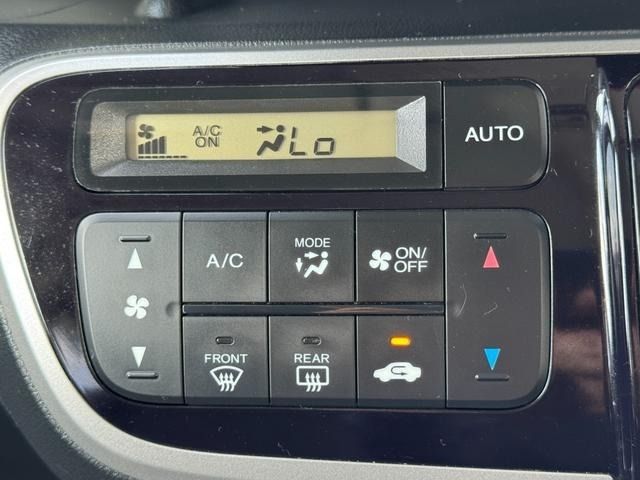 A/C
ON
Lo
AUTO
A/C
MODE
ON/
OFF
FRONT
REAR